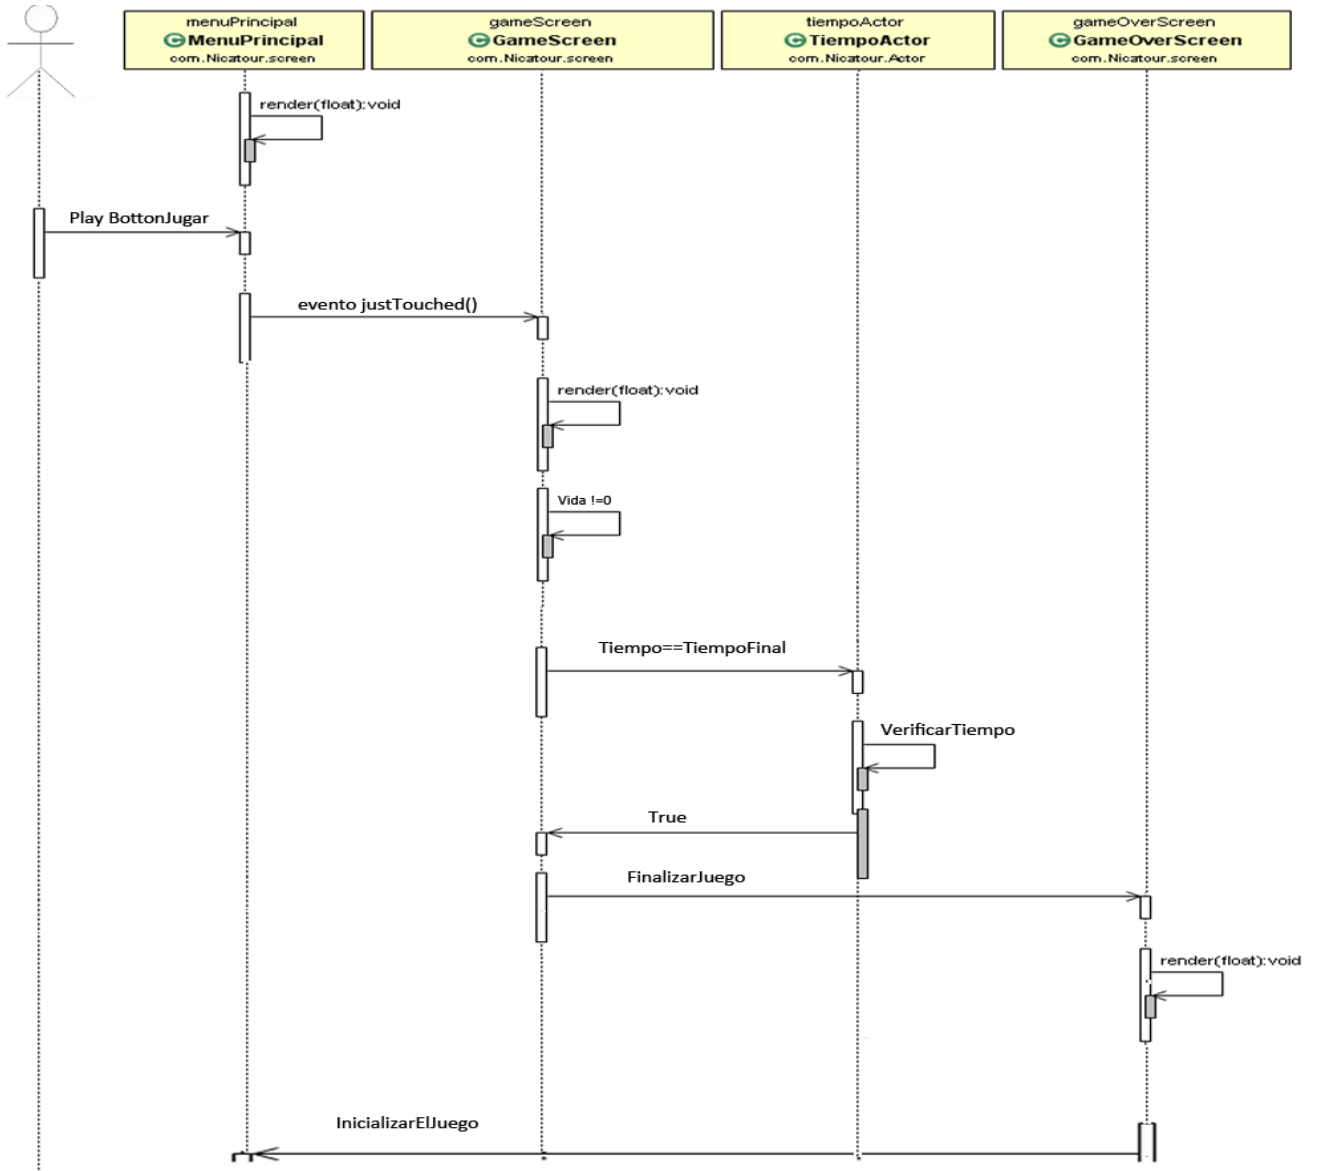 menuPrincipal
MenuPrincipal
com.Nicatour.screen
gameScreen
GameScreen
com.Nicatour.screen
tiempoActor
TiempoActor
com.Nicatour.Actor
gameOverScreen
GameOverScreen
com.Nicatour.screen
render(float):void
Play BottonJugar
evento justTouched()
render(float):void
Vida !=0
Tiempo==TiempoFinal
VerificarTiempo
True
FinalizarJuego
render(float):void
InicializarElJuego